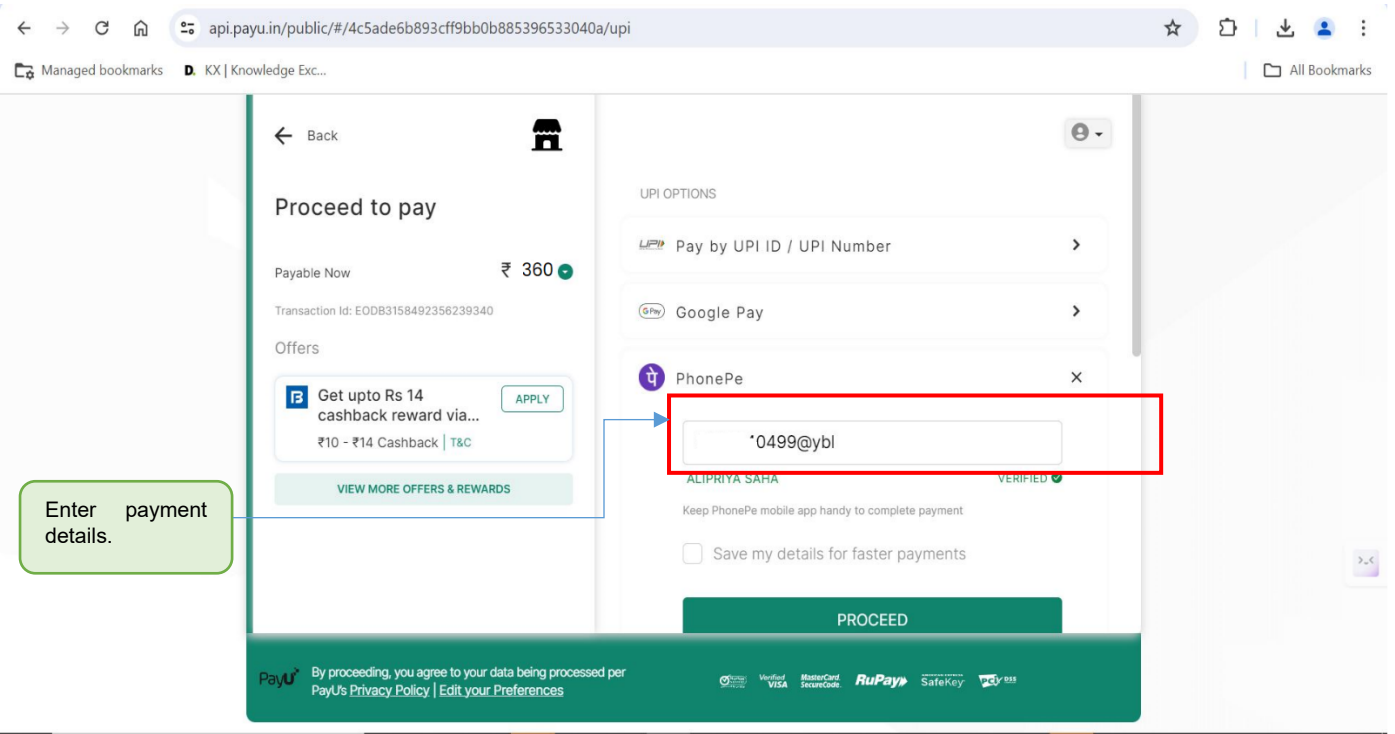 api.payu.in/public/#/4c5ade6b893cff9bb0b885396533040a/upi
Managed bookmarks
D. KX | Knowledge Exc...
All Bookmarks
Back
Proceed to pay
Payable Now
₹ 360
Transaction Id: EODB3158492356239340
Offers
Get upto Rs 14
cashback reward via...
₹10 - ₹14 Cashback | T&C
APPLY
VIEW MORE OFFERS & REWARDS
Enter payment
details.
UPI OPTIONS
UPI Pay by UPI ID / UPI Number
G Pay Google Pay
पे PhonePe
0499@ybl
ALIPRIYA SAHA
VERIFIED
Keep PhonePe mobile app handy to complete payment
Save my details for faster payments
PROCEED
PayU
By proceeding, you agree to your data being processed per
PayU's Privacy Policy | Edit your Preferences
Verified
VISA
MasterCard.
SecureCode.
RuPay
SafeKey
PCI DSS